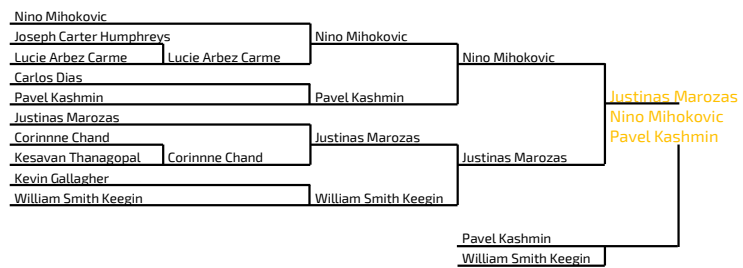 Nino Mihokovic
Joseph Carter Humphreys
Nino Mihokovic
Lucie Arbez Carme
Lucie Arbez Carme
Nino Mihokovic
Carlos Dias
Pavel Kashmin
Pavel Kashmin
Justinas Marozas
Justinas Marozas
Nino Mihokovic
Corinnne Chand
Justinas Marozas
Pavel Kashmin
Kesavan Thanagopal
Corinnne Chand
Justinas Marozas
Kevin Gallagher
William Smith Keegin
William Smith Keegin
Pavel Kashmin
William Smith Keegin